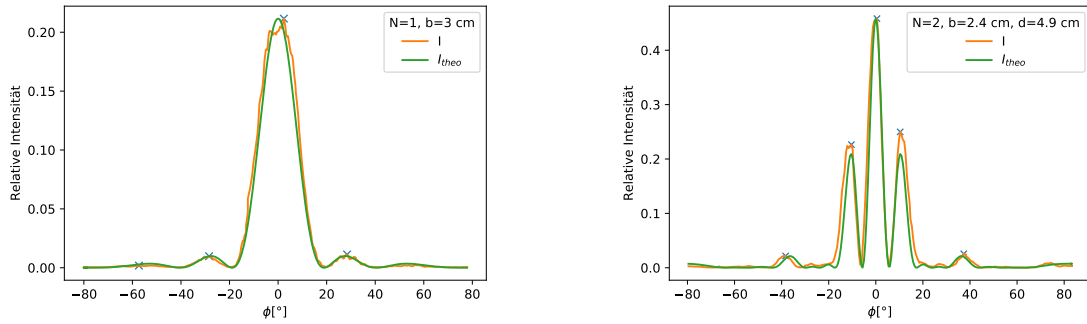 N=1, b=3 cm
I
I_theo
Relative Intensität
0.20
0.15
0.10
0.05
0.00
−80 −60 −40 −20 0 20 40 60 80
ϕ[°]
N=2, b=2.4 cm, d=4.9 cm
I
I_theo
Relative Intensität
0.4
0.3
0.2
0.1
0.0
−80 −60 −40 −20 0 20 40 60 80
ϕ[°]